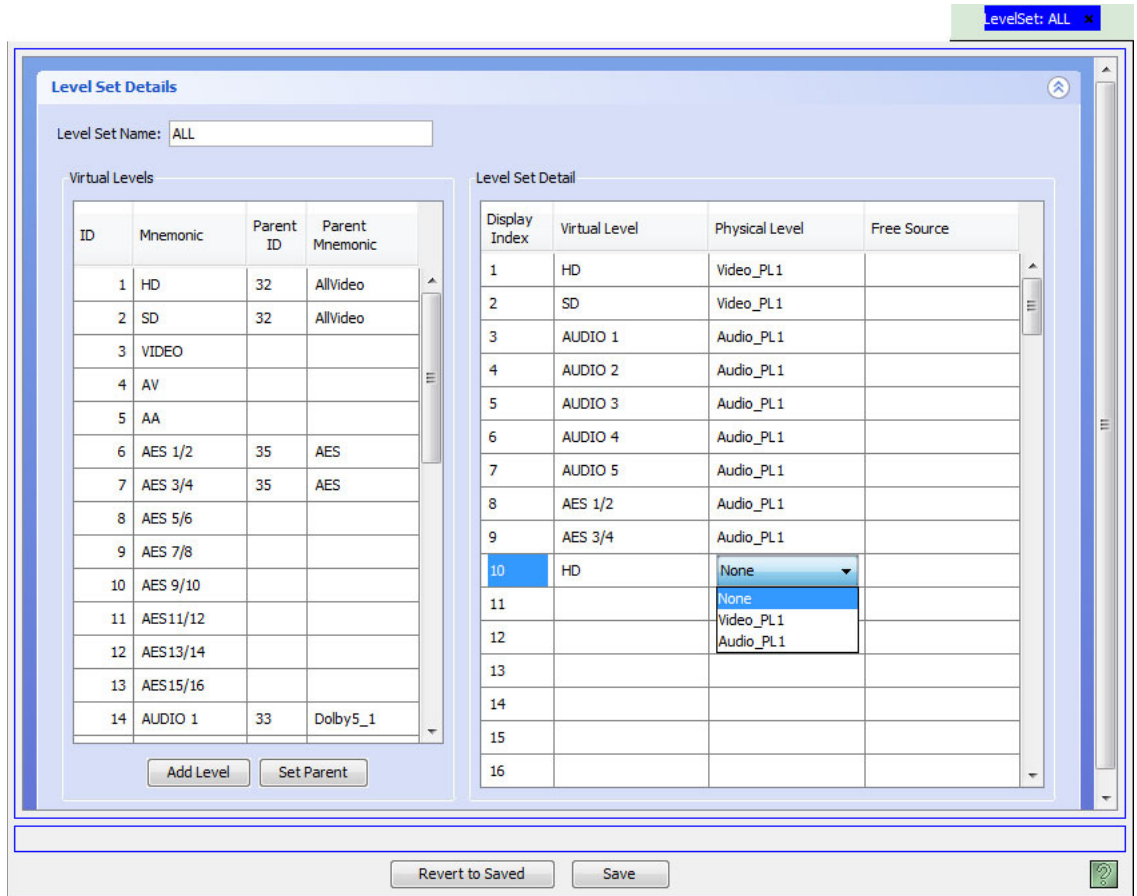 LevelSet: ALL ×
Level Set Details
Level Set Name: ALL
Virtual Levels
ID Mnemonic Parent ID Parent Mnemonic
1 HD 32 AllVideo
2 SD 32 AllVideo
3 VIDEO
4 AV
5 AA
6 AES 1/2 35 AES
7 AES 3/4 35 AES
8 AES 5/6
9 AES 7/8
10 AES 9/10
11 AES11/12
12 AES13/14
13 AES15/16
14 AUDIO 1 33 Dolby5_1
Add Level Set Parent
Level Set Detail
Display Index Virtual Level Physical Level Free Source
1 HD Video_PL1
2 SD Video_PL1
3 AUDIO 1 Audio_PL1
4 AUDIO 2 Audio_PL1
5 AUDIO 3 Audio_PL1
6 AUDIO 4 Audio_PL1
7 AUDIO 5 Audio_PL1
8 AES 1/2 Audio_PL1
9 AES 3/4 Audio_PL1
10 HD None
None
Video_PL1
Audio_PL1
11
12
13
14
15
16
Revert to Saved Save ?